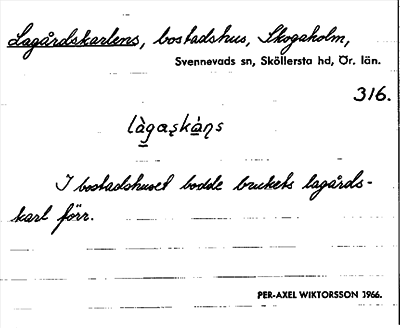 Lagårdskarlens, bostadshus, Skogaholm,
Svennevads sn, Sköllersta hd, Ör. län.
316.
làgaskáṇs
I bostadshuset bodde brukets lagårds-
karl förr.
PER-AXEL WIKTORSSON 1966.